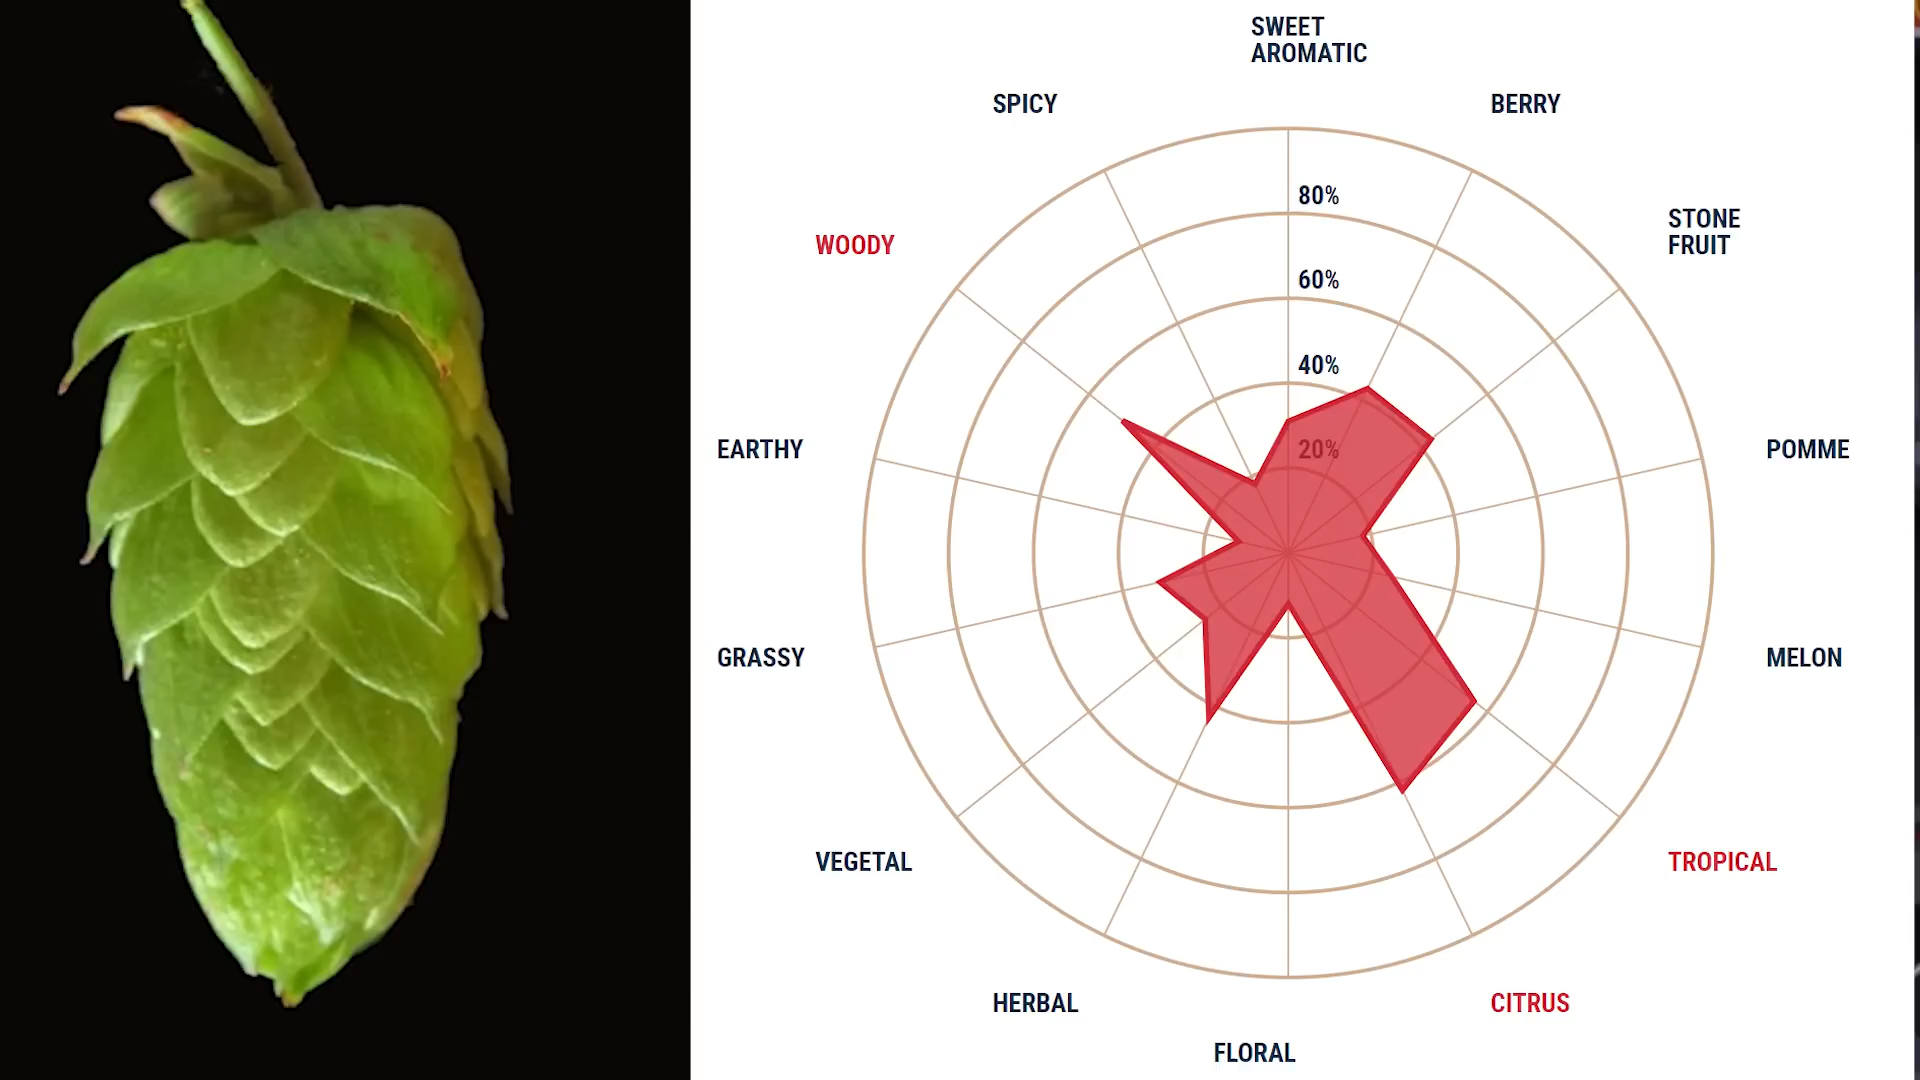 SWEET
AROMATIC
SPICY
BERRY
80%
STONE
FRUIT
WOODY
60%
40%
EARTHY
20%
POMME
GRASSY
MELON
VEGETAL
TROPICAL
HERBAL
CITRUS
FLORAL